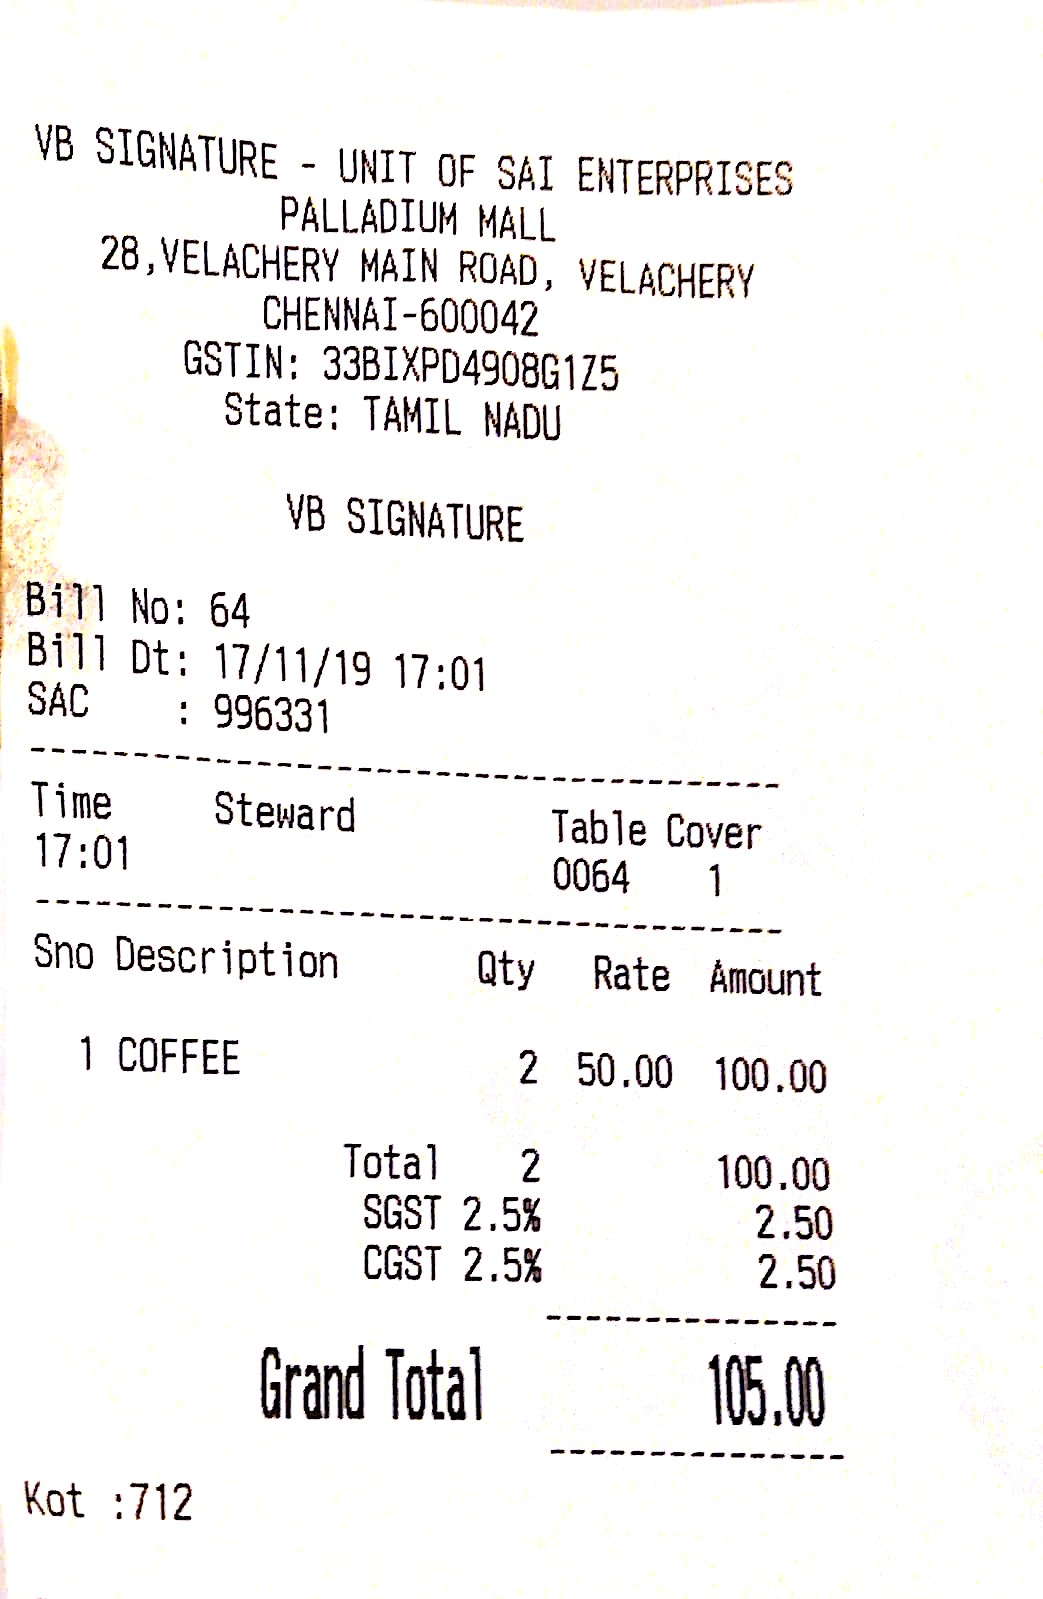 VB SIGNATURE - UNIT OF SAI ENTERPRISES
PALLADIUM MALL
28,VELACHERY MAIN ROAD, VELACHERY
CHENNAI-600042
GSTIN: 33BIXPD4908G1Z5
State: TAMIL NADU
VB SIGNATURE
Bill No: 64
Bill Dt: 17/11/19 17:01
SAC : 996331
---------------------------------------
Time Steward Table Cover
17:01 0064 1
---------------------------------------
Sno Description Qty Rate Amount
1 COFFEE 2 50.00 100.00
Total 2 100.00
SGST 2.5% 2.50
CGST 2.5% 2.50
---------------
Grand Total 105.00
---------------
Kot :712